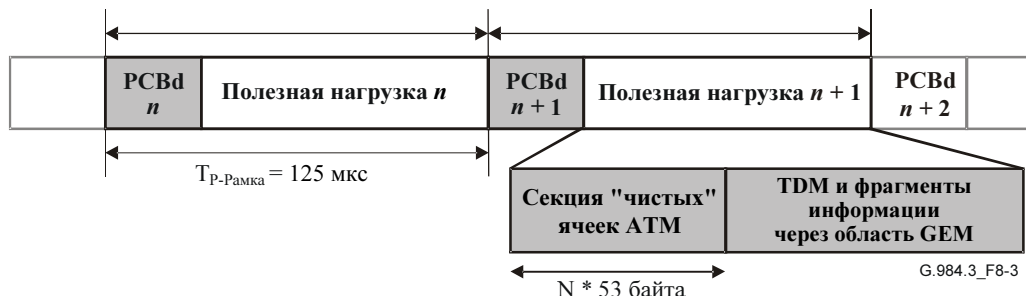 PCBd
n
Полезная нагрузка n
PCBd
n + 1
Полезная нагрузка n + 1
PCBd
n + 2
TР-Рамка = 125 мкс
Секция "чистых"
ячеек ATM
TDM и фрагменты
информации
через область GEM
N * 53 байта
G.984.3_F8-3